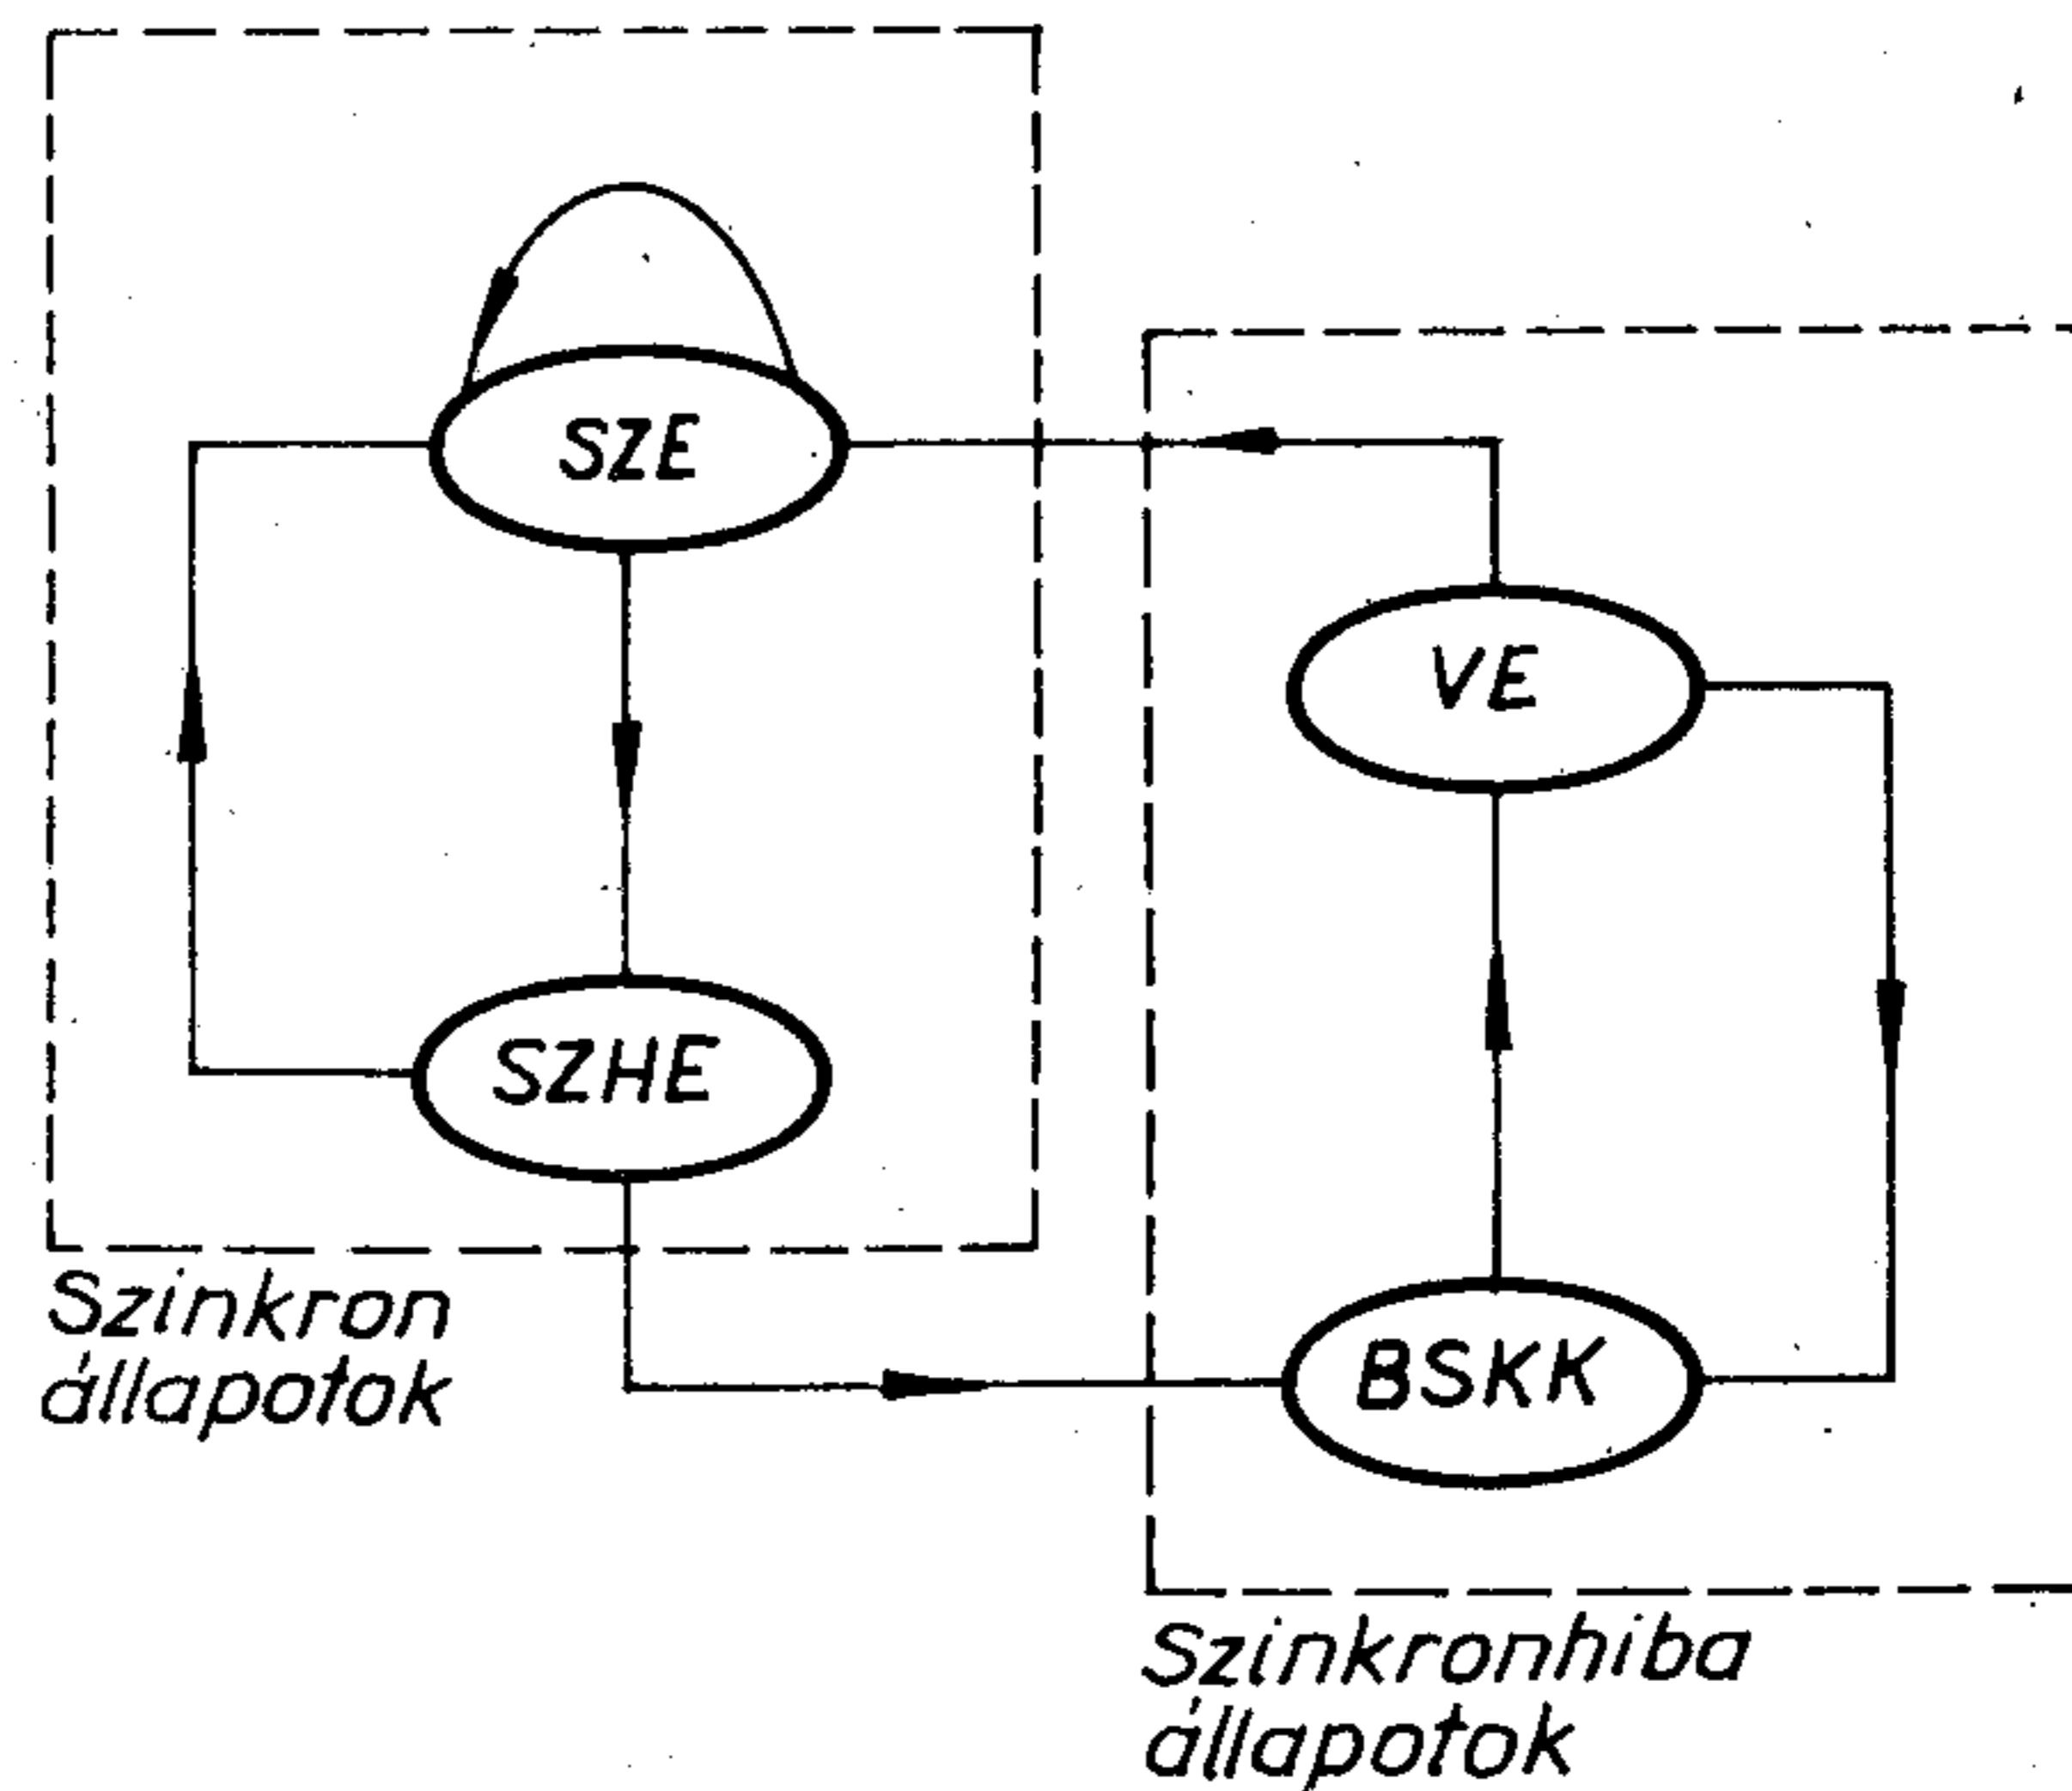 SZE
VE
SZHE
Szinkron
állapotok
BSKK
Szinkronhiba
állapotok